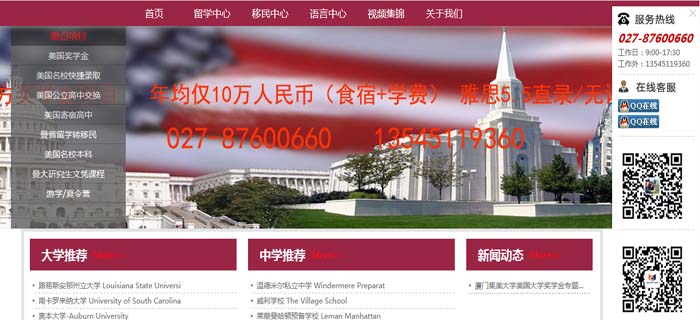 首页 留学中心 移民中心 语言中心 视频集锦 关于我们
重点项目
美国奖学金
美国名校快捷录取
美国公立高中交换
美国寄宿高中
曼省留学转移民
美国名校本科
曼大研究生文凭课程
游学/夏令营
年均仅10万人民币（食宿+学费） 雅思5.5直录/无
027-87600660 13545119360
服务热线
027-87600660
工作日：9:00-17:30
工作外：13545119360
在线客服
QQ在线
QQ在线
大学推荐
路易斯安那州立大学 Louisiana State Universi
南卡罗来纳大学 University of South Carolina
奥本大学-Auburn University
中学推荐
温德米尔私立中学 Windermere Preparat
威利学校 The Village School
莱曼曼哈顿预备学校 Leman Manhattan
新闻动态
厦门集美大学美国大学奖学金专题...